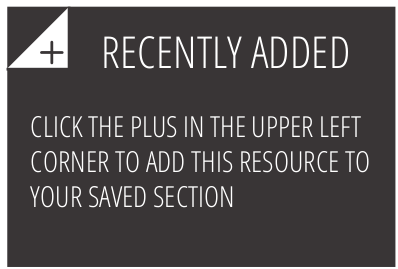 + RECENTLY ADDED
CLICK THE PLUS IN THE UPPER LEFT
CORNER TO ADD THIS RESOURCE TO
YOUR SAVED SECTION